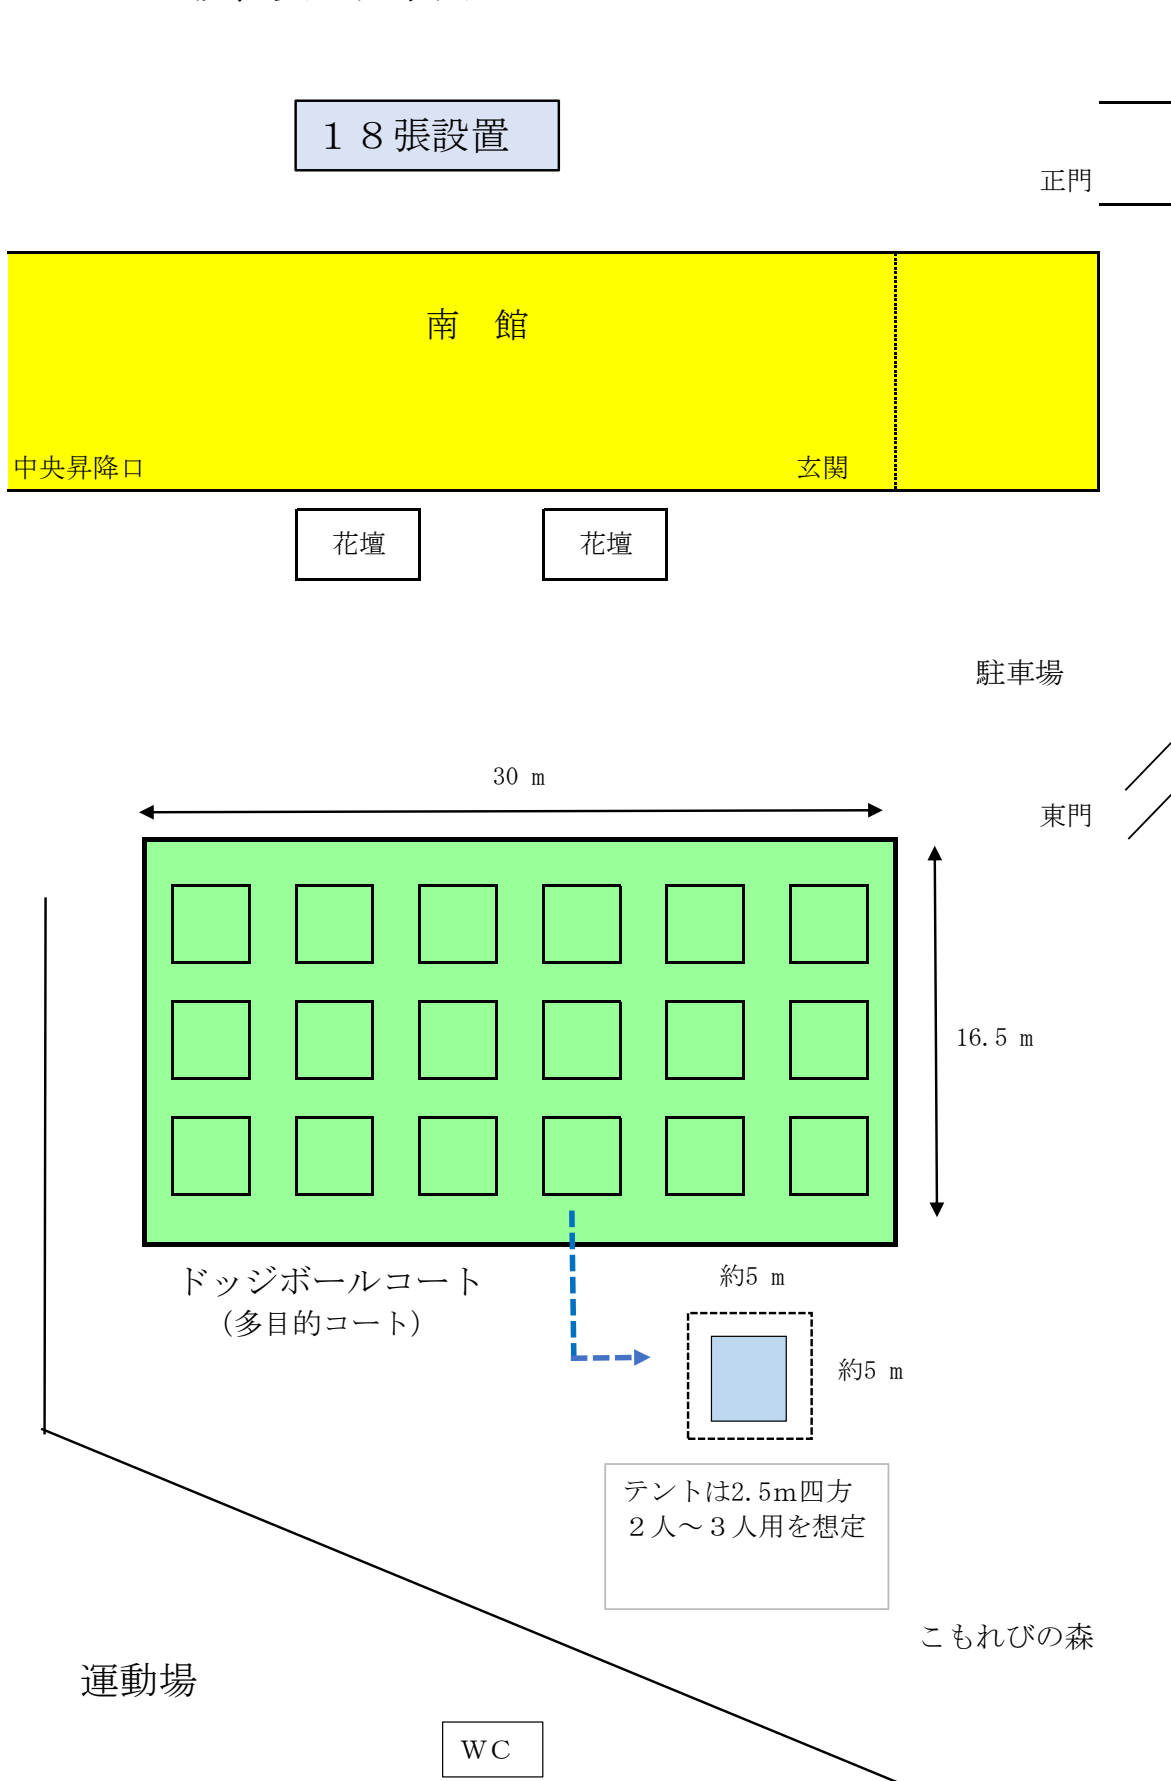 １８張設置
正門
南　館
中央昇降口
玄関
花壇
花壇
駐車場
30 m
東門
16.5 m
ドッジボールコート
（多目的コート）
約5 m
約5 m
テントは2.5ｍ四方
２人～３人用を想定
こもれびの森
運動場
ＷＣ